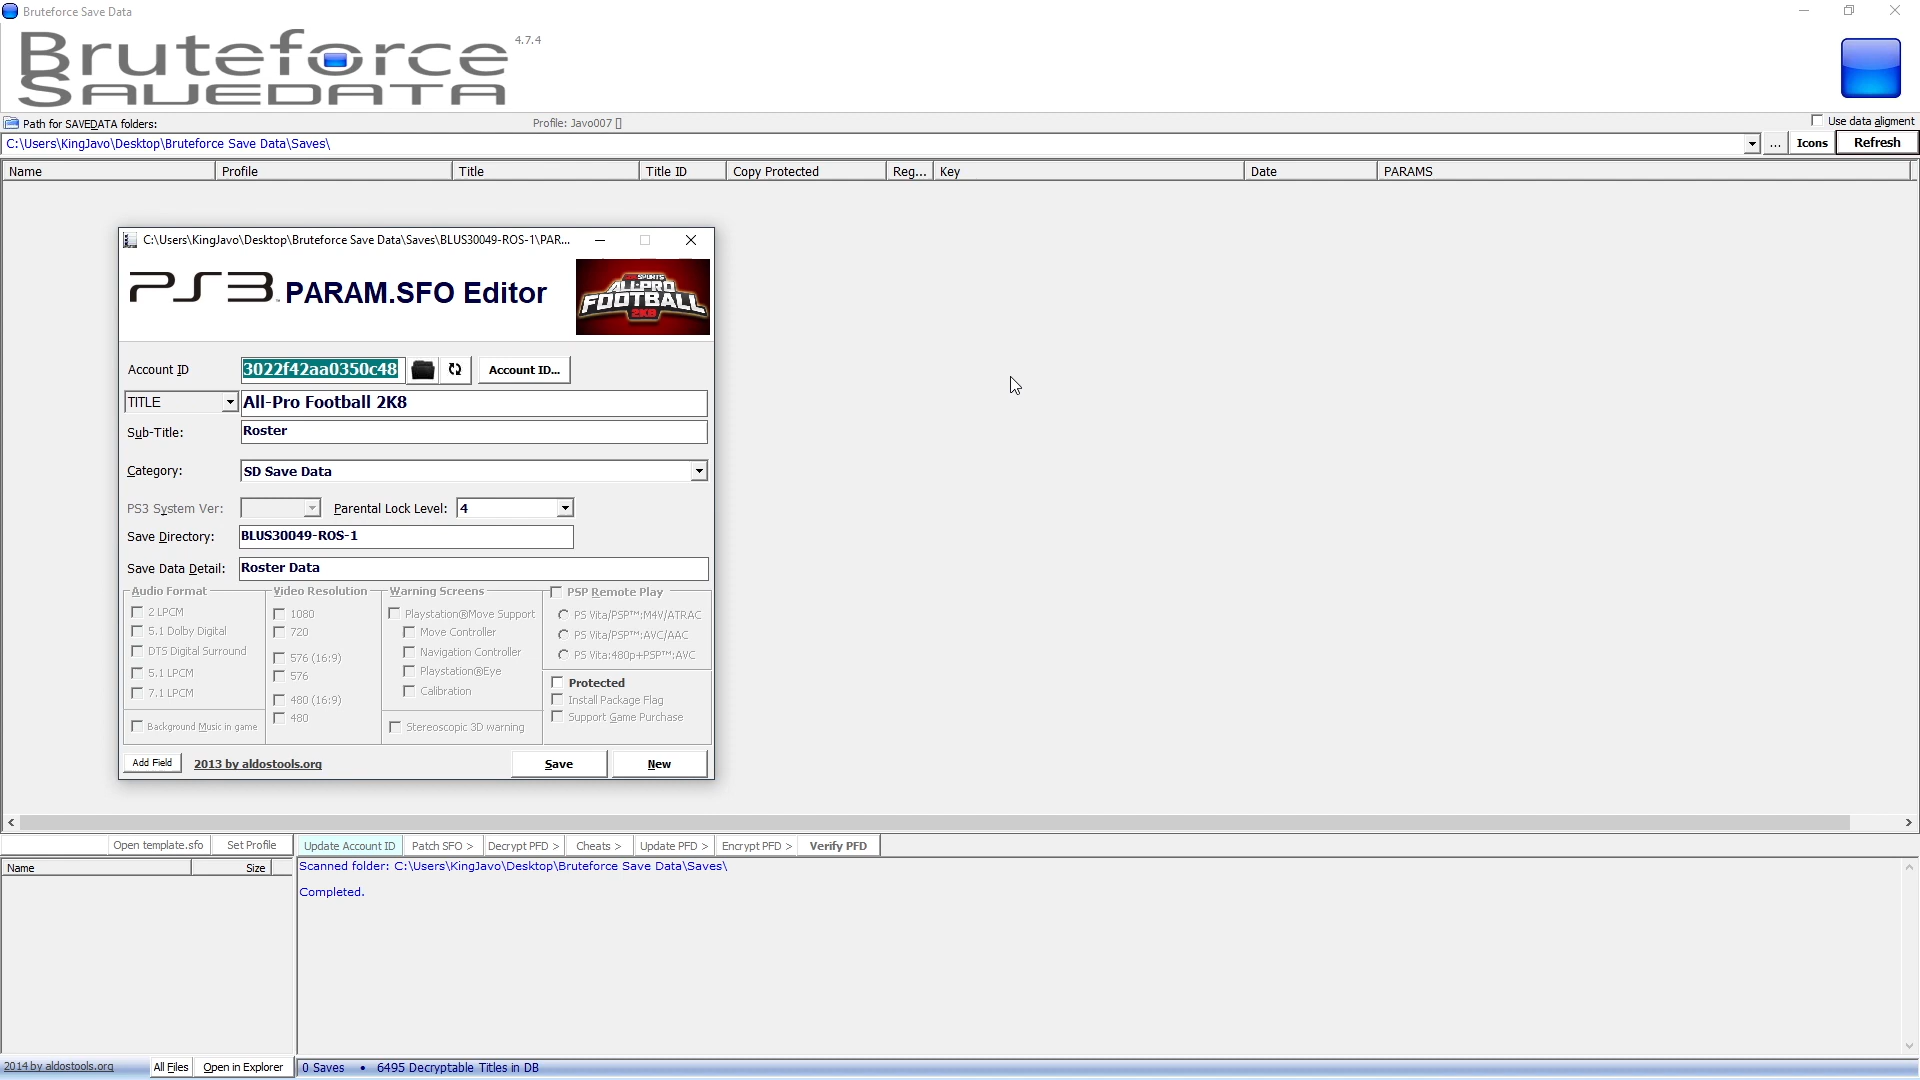 Bruteforce Save Data
Bruteforce 4.7.4
SAVEDATA
Path for SAVEDATA folders:
Profile: Javo007 []
Use data aligment
C:\Users\KingJavo\Desktop\Bruteforce Save Data\Saves\
...
Icons
Refresh
Name Profile Title Title ID Copy Protected Reg... Key Date PARAMS
C:\Users\KingJavo\Desktop\Bruteforce Save Data\Saves\BLUS30049-ROS-1\PAR...
PS3 PARAM.SFO Editor
2K SPORTS
ALL-PRO
FOOTBALL
2K8
Account ID 3022f42aa0350c48 Account ID...
TITLE All-Pro Football 2K8
Sub-Title: Roster
Category: SD Save Data
PS3 System Ver: Parental Lock Level: 4
Save Directory: BLUS30049-ROS-1
Save Data Detail: Roster Data
Audio Format
2 LPCM
5.1 Dolby Digital
DTS Digital Surround
5.1 LPCM
7.1 LPCM
Background Music in game
Video Resolution
1080
720
576 (16:9)
576
480 (16:9)
480
Warning Screens
Playstation®Move Support
Move Controller
Navigation Controller
Playstation®Eye
Calibration
Stereoscopic 3D warning
PSP Remote Play
PS Vita/PSP™:M4V/ATRAC
PS Vita/PSP™:AVC/AAC
PS Vita:480p+PSP™:AVC
Protected
Install Package Flag
Support Game Purchase
Add Field 2013 by aldostools.org Save New
Open template.sfo Set Profile Update Account ID Patch SFO > Decrypt PFD > Cheats > Update PFD > Encrypt PFD > Verify PFD
Name Size
Scanned folder: C:\Users\KingJavo\Desktop\Bruteforce Save Data\Saves\
Completed.
2014 by aldostools.org All Files Open in Explorer 0 Saves • 6495 Decryptable Titles in DB